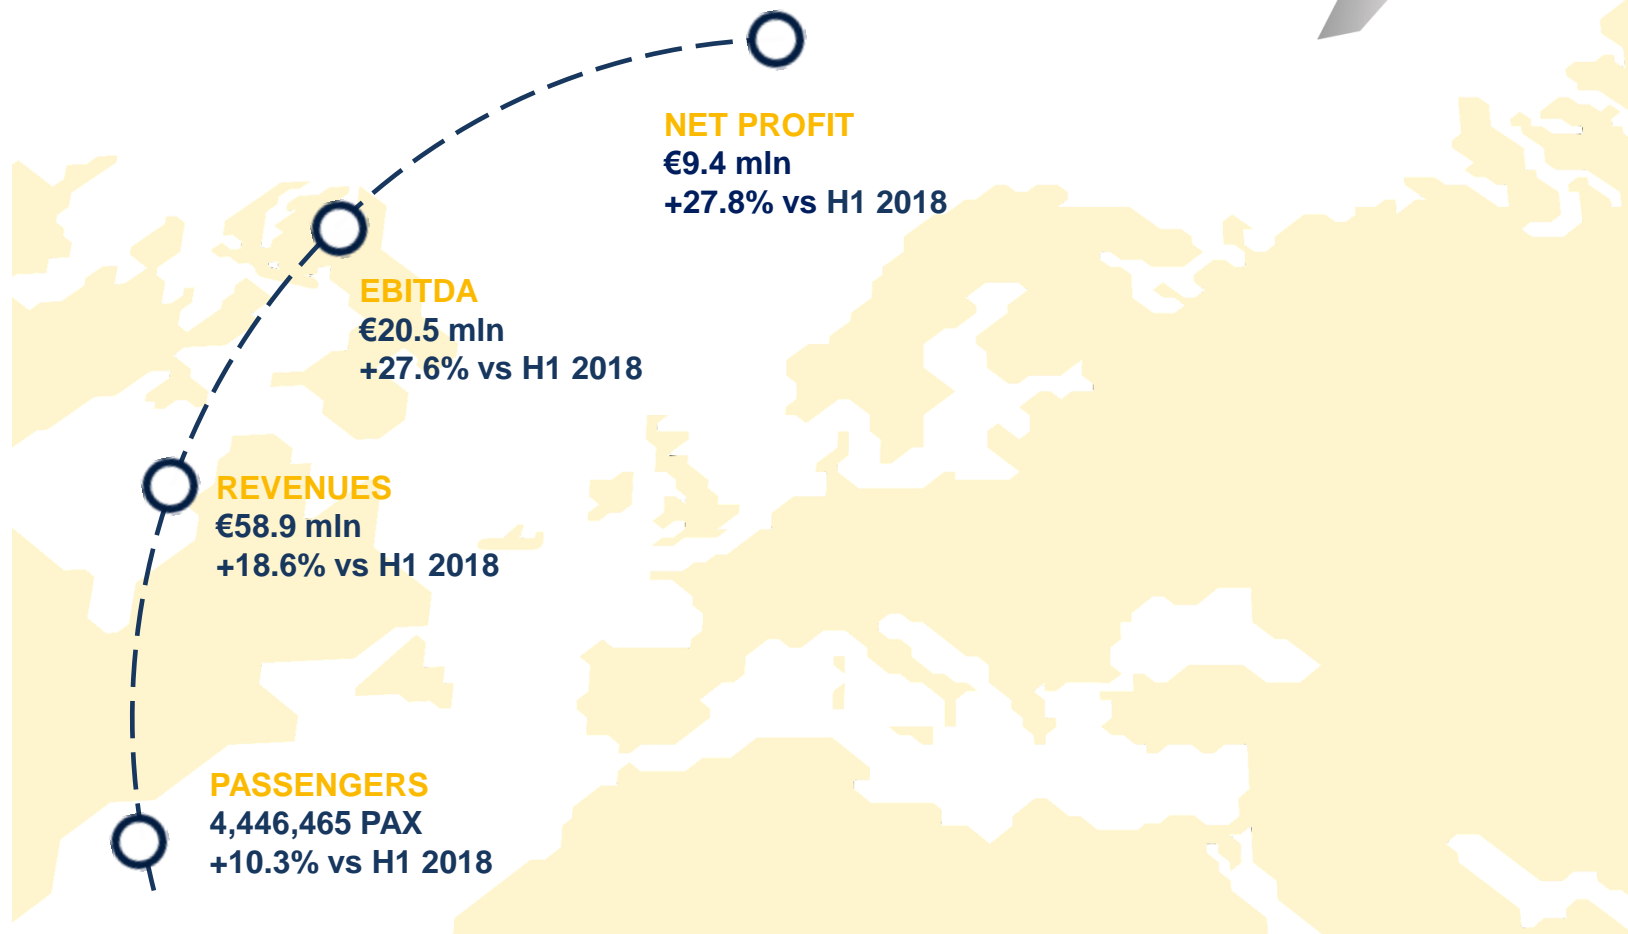 NET PROFIT
€9.4 mln
+27.8% vs H1 2018
EBITDA
€20.5 mln
+27.6% vs H1 2018
REVENUES
€58.9 mln
+18.6% vs H1 2018
PASSENGERS
4,446,465 PAX
+10.3% vs H1 2018